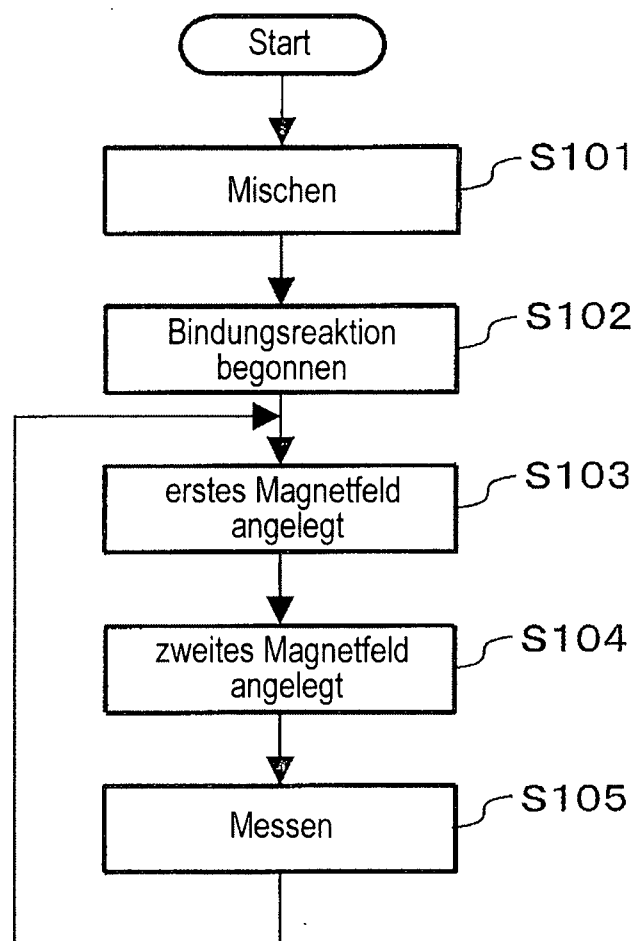 Start
Mischen
S101
Bindungsreaktion
begonnen
S102
erstes Magnetfeld
angelegt
S103
zweites Magnetfeld
angelegt
S104
Messen
S105